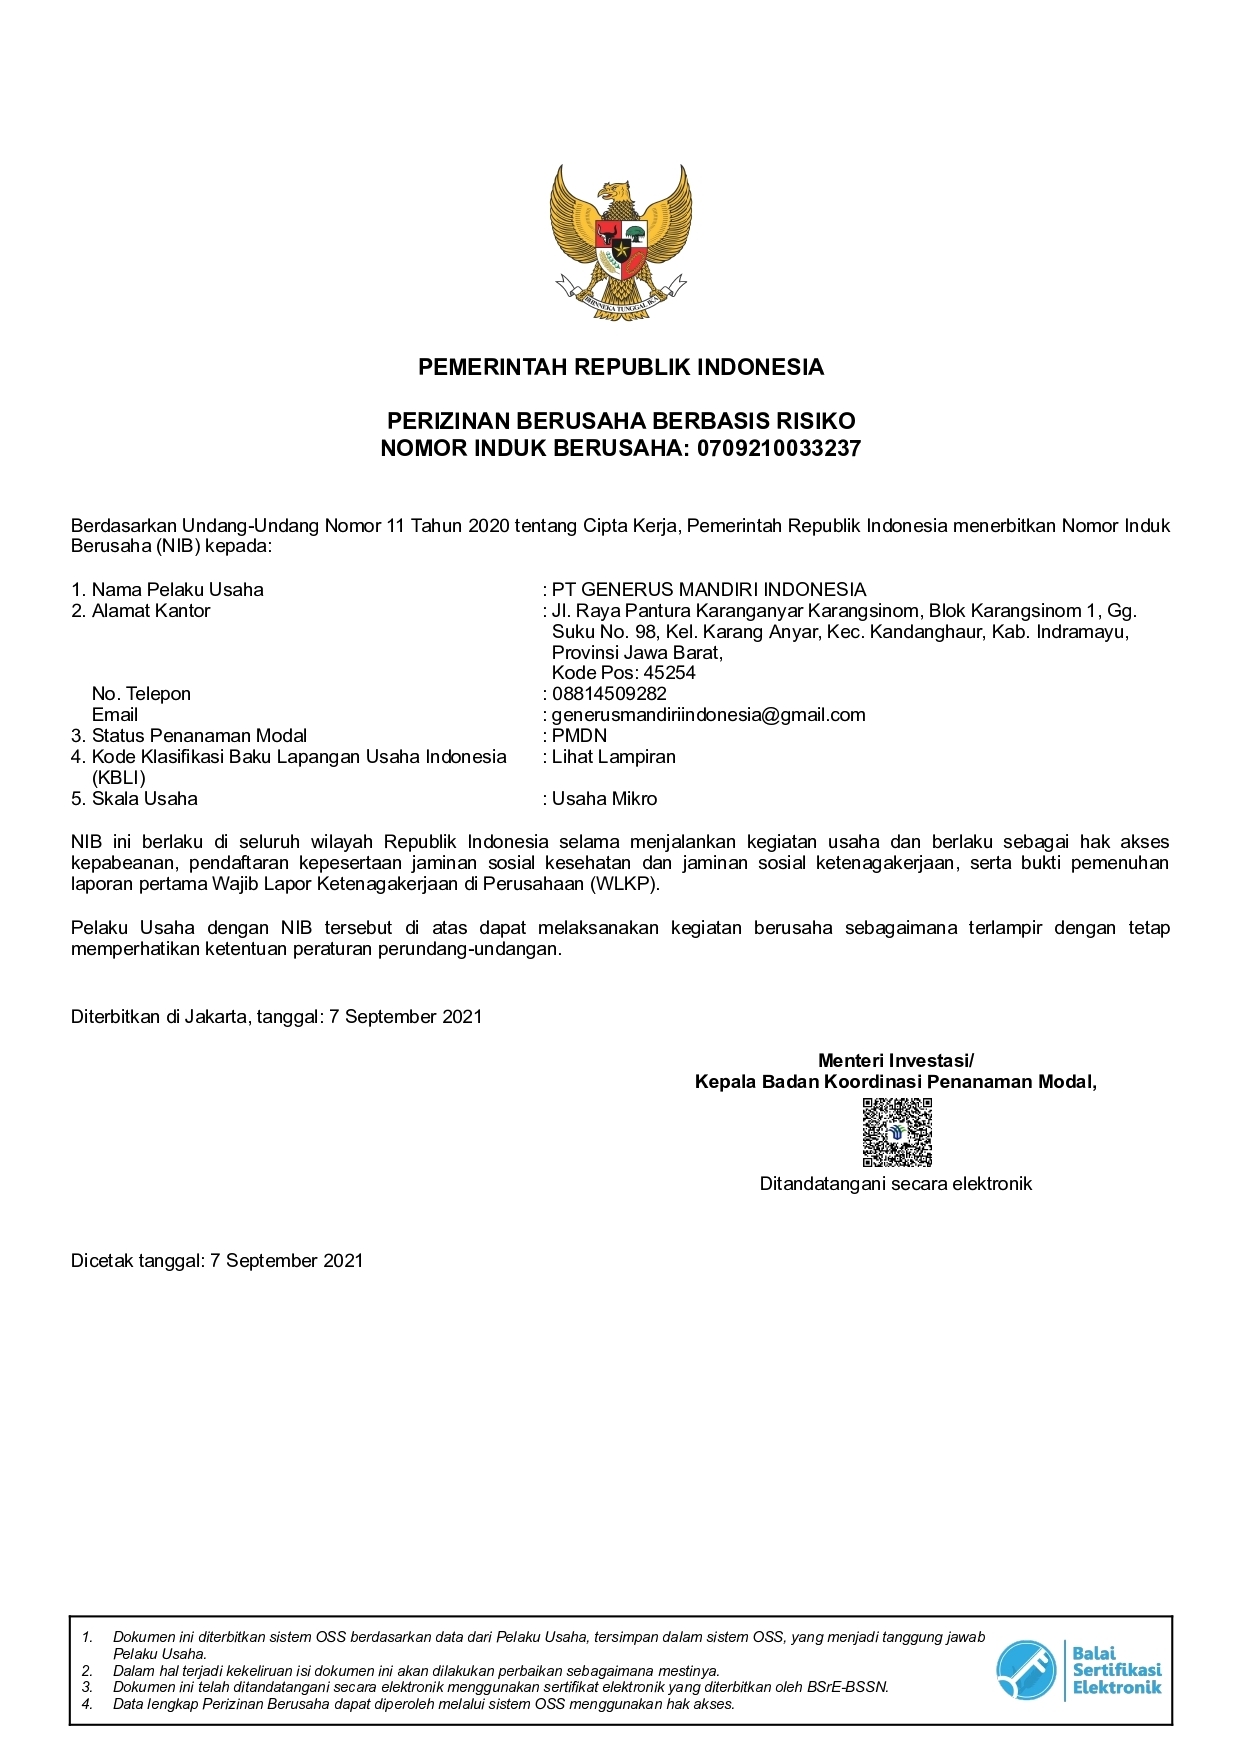 BHINNEKA TUNGGAL IKA
PEMERINTAH REPUBLIK INDONESIA
PERIZINAN BERUSAHA BERBASIS RISIKO
NOMOR INDUK BERUSAHA: 0709210033237
Berdasarkan Undang-Undang Nomor 11 Tahun 2020 tentang Cipta Kerja, Pemerintah Republik Indonesia menerbitkan Nomor Induk
Berusaha (NIB) kepada:
1. Nama Pelaku Usaha : PT GENERUS MANDIRI INDONESIA
2. Alamat Kantor : Jl. Raya Pantura Karanganyar Karangsinom, Blok Karangsinom 1, Gg.
Suku No. 98, Kel. Karang Anyar, Kec. Kandanghaur, Kab. Indramayu,
Provinsi Jawa Barat,
Kode Pos: 45254
No. Telepon : 08814509282
Email : generusmandiriindonesia@gmail.com
3. Status Penanaman Modal : PMDN
4. Kode Klasifikasi Baku Lapangan Usaha Indonesia : Lihat Lampiran
(KBLI)
5. Skala Usaha : Usaha Mikro
NIB ini berlaku di seluruh wilayah Republik Indonesia selama menjalankan kegiatan usaha dan berlaku sebagai hak akses
kepabeanan, pendaftaran kepesertaan jaminan sosial kesehatan dan jaminan sosial ketenagakerjaan, serta bukti pemenuhan
laporan pertama Wajib Lapor Ketenagakerjaan di Perusahaan (WLKP).
Pelaku Usaha dengan NIB tersebut di atas dapat melaksanakan kegiatan berusaha sebagaimana terlampir dengan tetap
memperhatikan ketentuan peraturan perundang-undangan.
Diterbitkan di Jakarta, tanggal: 7 September 2021
Menteri Investasi/
Kepala Badan Koordinasi Penanaman Modal,
Ditandatangani secara elektronik
Dicetak tanggal: 7 September 2021
1. Dokumen ini diterbitkan sistem OSS berdasarkan data dari Pelaku Usaha, tersimpan dalam sistem OSS, yang menjadi tanggung jawab
Pelaku Usaha.
2. Dalam hal terjadi kekeliruan isi dokumen ini akan dilakukan perbaikan sebagaimana mestinya.
3. Dokumen ini telah ditandatangani secara elektronik menggunakan sertifikat elektronik yang diterbitkan oleh BSrE-BSSN.
4. Data lengkap Perizinan Berusaha dapat diperoleh melalui sistem OSS menggunakan hak akses.
Balai
Sertifikasi
Elektronik